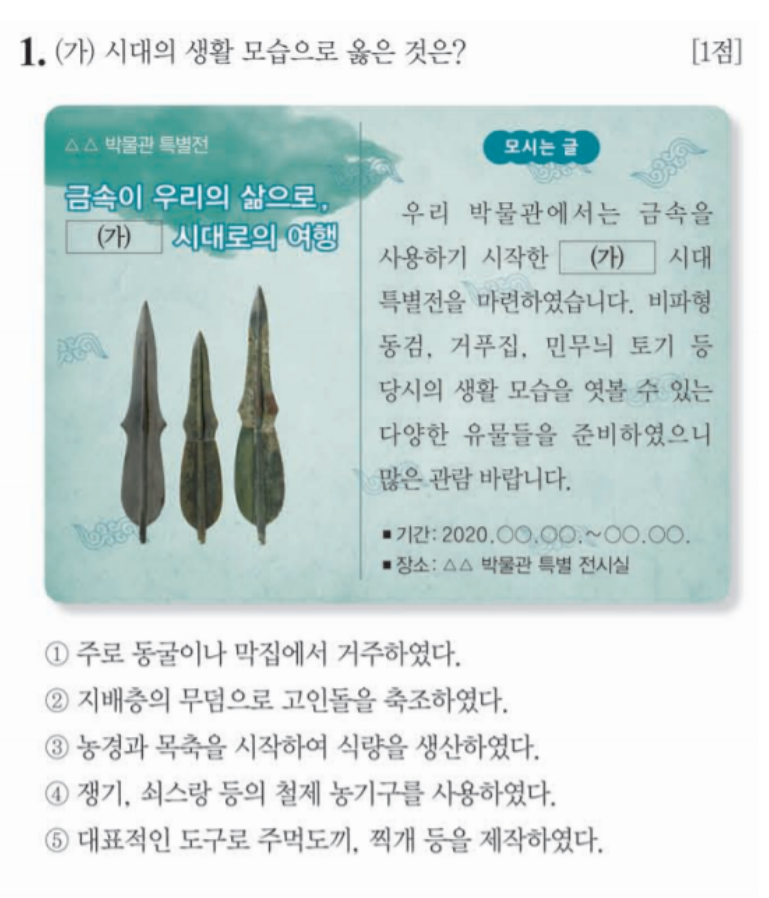 1. (가) 시대의 생활 모습으로 옳은 것은? [1점]
△△ 박물관 특별전
금속이 우리의 삶으로,
(가) 시대로의 여행
모시는 글
우리 박물관에서는 금속을
사용하기 시작한 (가) 시대
특별전을 마련하였습니다. 비파형
동검, 거푸집, 민무늬 토기 등
당시의 생활 모습을 엿볼 수 있는
다양한 유물들을 준비하였으니
많은 관람 바랍니다.
■ 기간: 2020.○○.○○.~○○.○○.
■ 장소: △△ 박물관 특별 전시실
① 주로 동굴이나 막집에서 거주하였다.
② 지배층의 무덤으로 고인돌을 축조하였다.
③ 농경과 목축을 시작하여 식량을 생산하였다.
④ 쟁기, 쇠스랑 등의 철제 농기구를 사용하였다.
⑤ 대표적인 도구로 주먹도끼, 찍개 등을 제작하였다.